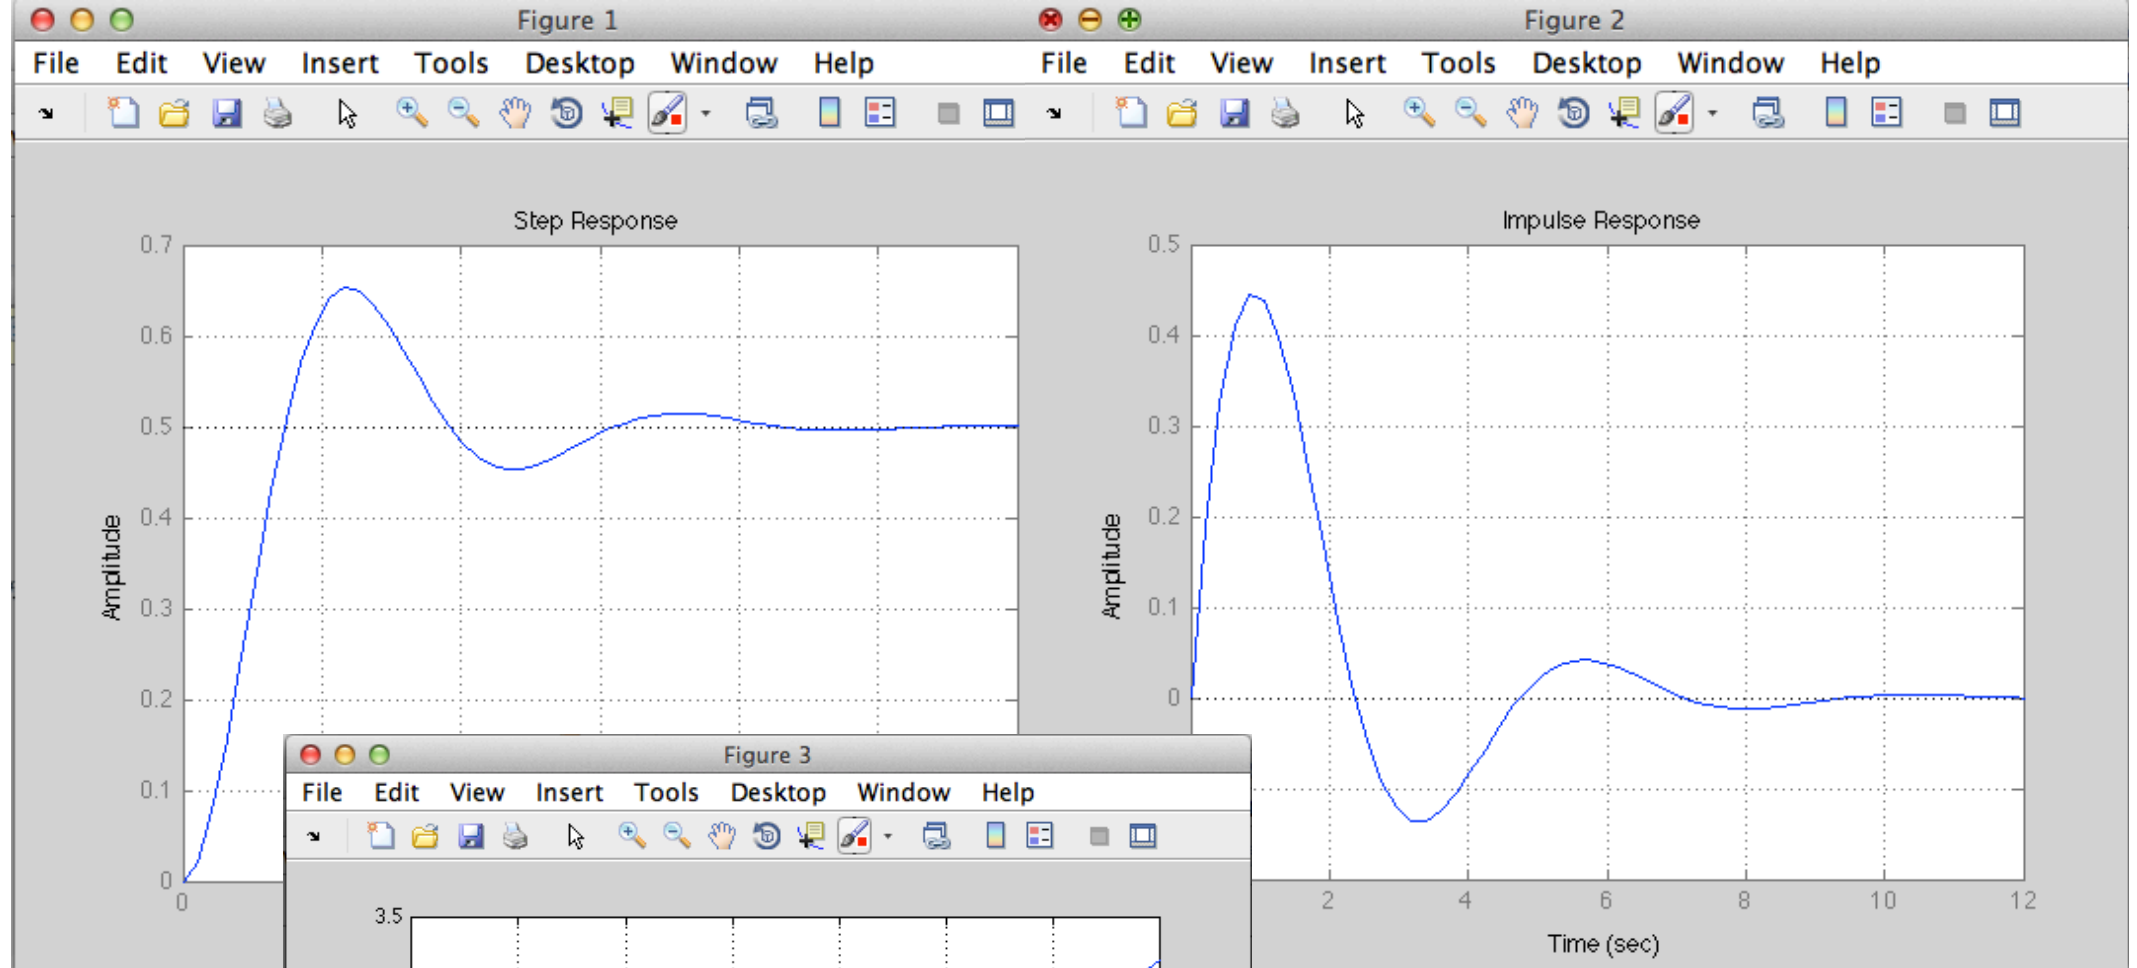 Figure 1
File Edit View Insert Tools Desktop Window Help
Step Response
0.7
0.6
0.5
0.4
0.3
0.2
0.1
0
Amplitude
0
Figure 2
File Edit View Insert Tools Desktop Window Help
Impulse Response
0.5
0.4
0.3
0.2
0.1
0
Amplitude
2 4 6 8 10 12
Time (sec)
Figure 3
File Edit View Insert Tools Desktop Window Help
3.5